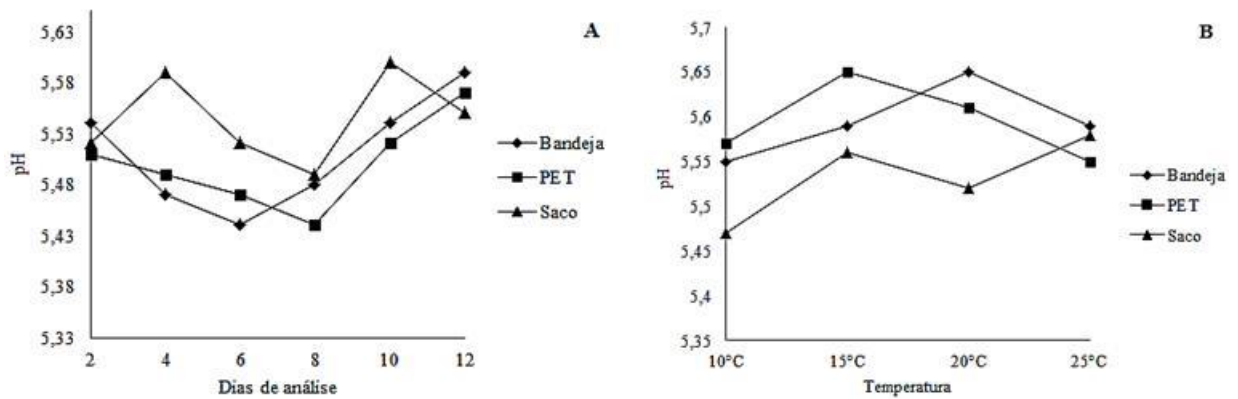 A
pH
5,63
5,58
5,53
5,48
5,43
5,38
5,33
2 4 6 8 10 12
Dias de análise
Bandeja
PET
Saco
B
pH
5,7
5,65
5,6
5,55
5,5
5,45
5,4
5,35
10°C 15°C 20°C 25°C
Temperatura
Bandeja
PET
Saco